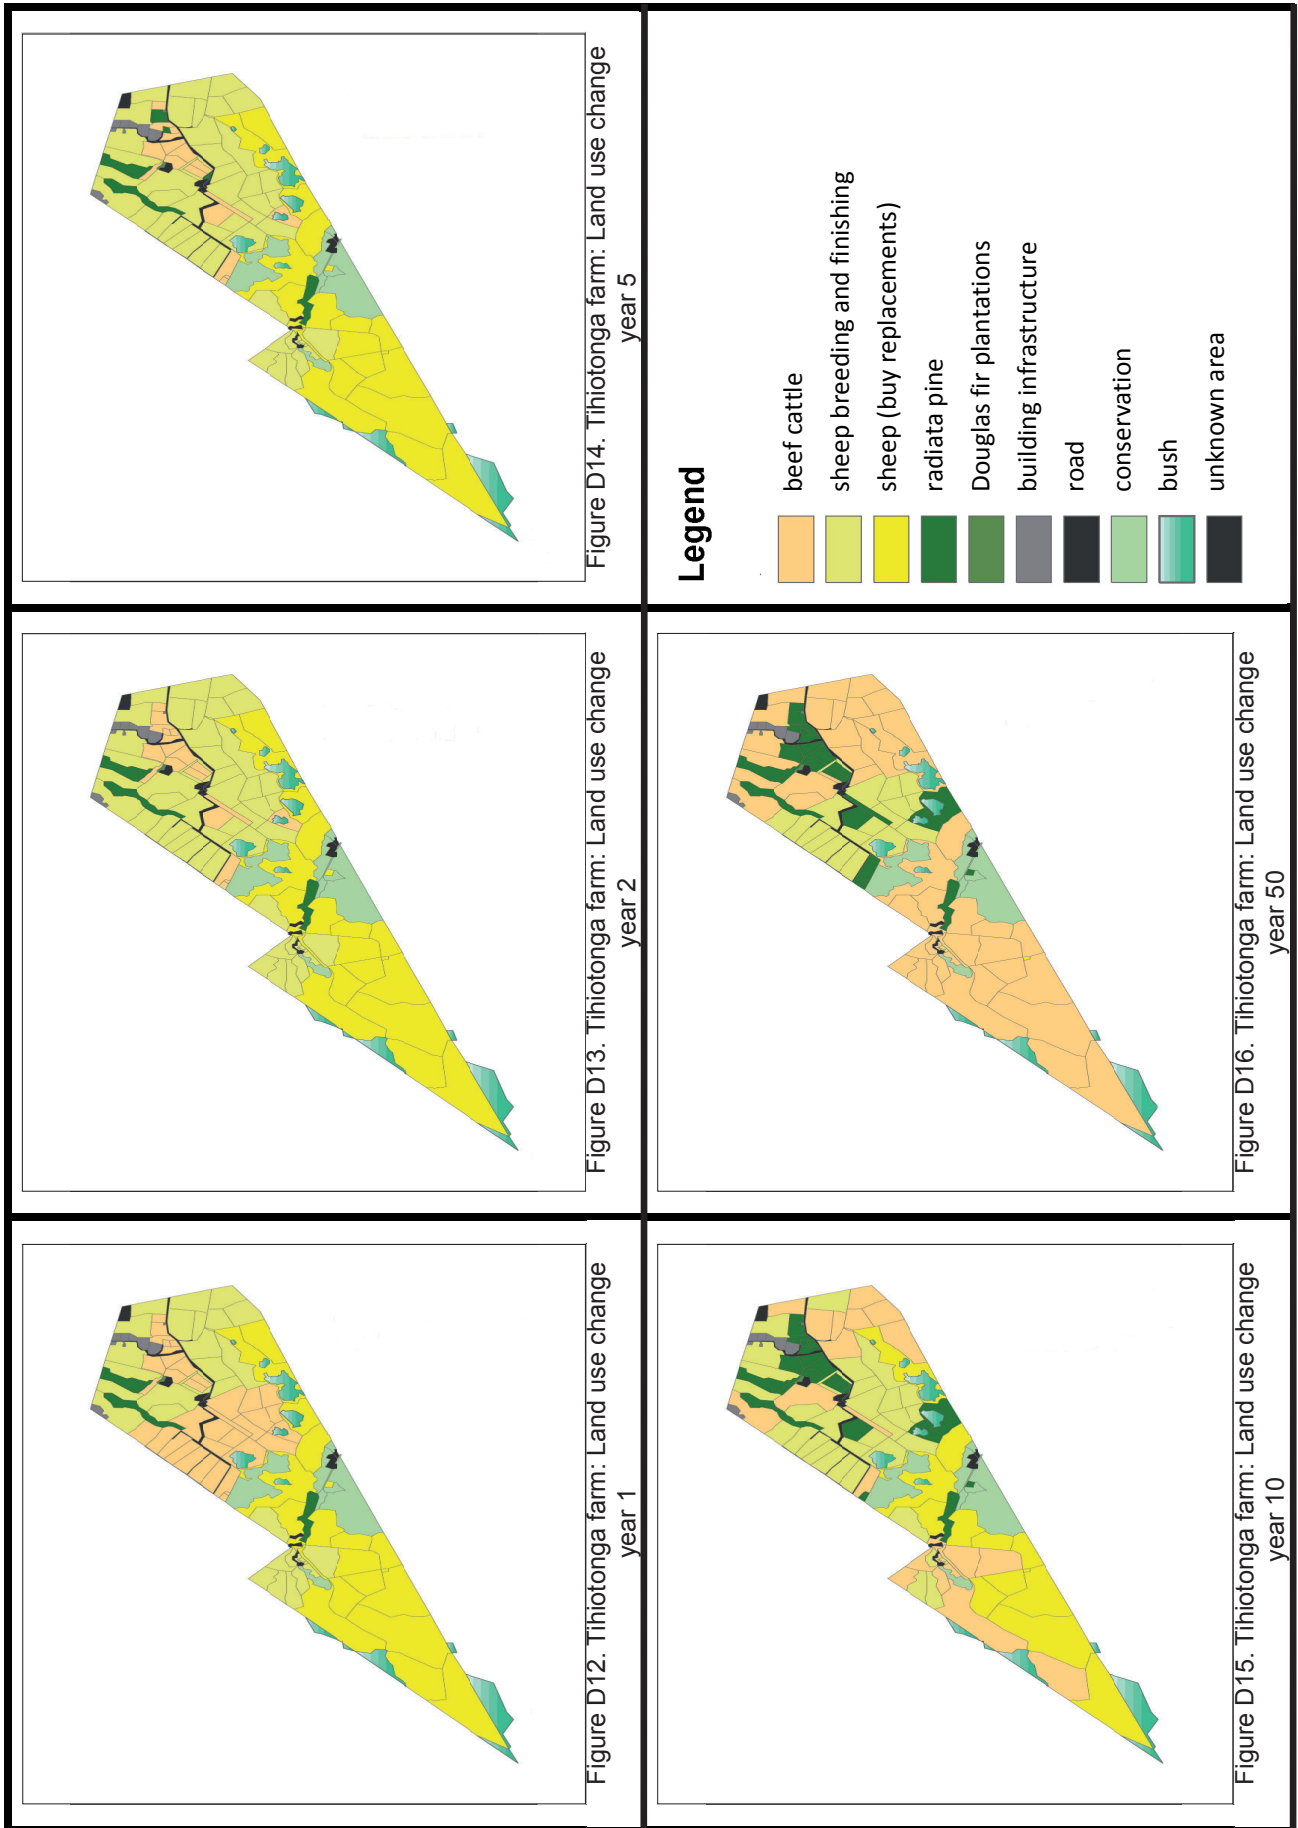 Figure D12. Tihiotonga farm: Land use change
year 1
Figure D13. Tihiotonga farm: Land use change
year 2
Figure D14. Tihiotonga farm: Land use change
year 5
Figure D15. Tihiotonga farm: Land use change
year 10
Figure D16. Tihiotonga farm: Land use change
year 50
Legend
beef cattle
sheep breeding and finishing
sheep (buy replacements)
radiata pine
Douglas fir plantations
building infrastructure
road
conservation
bush
unknown area